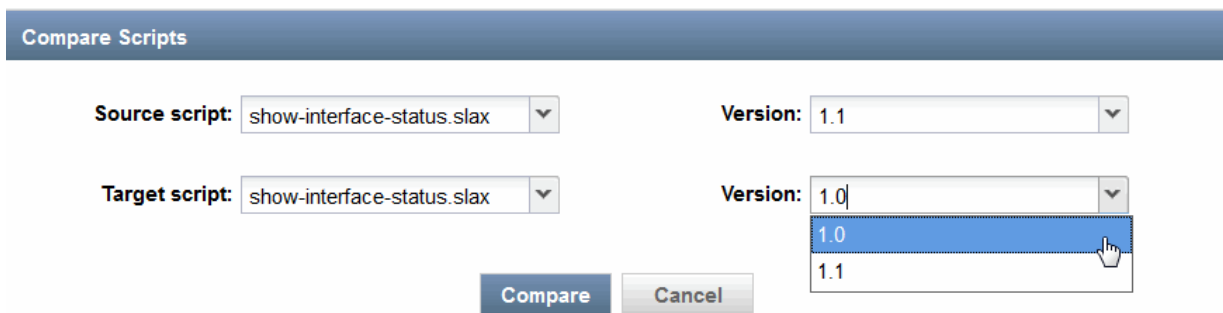 Compare Scripts
Source script: show-interface-status.slax Version: 1.1
Target script: show-interface-status.slax Version: 1.0
1.0
1.1
Compare Cancel